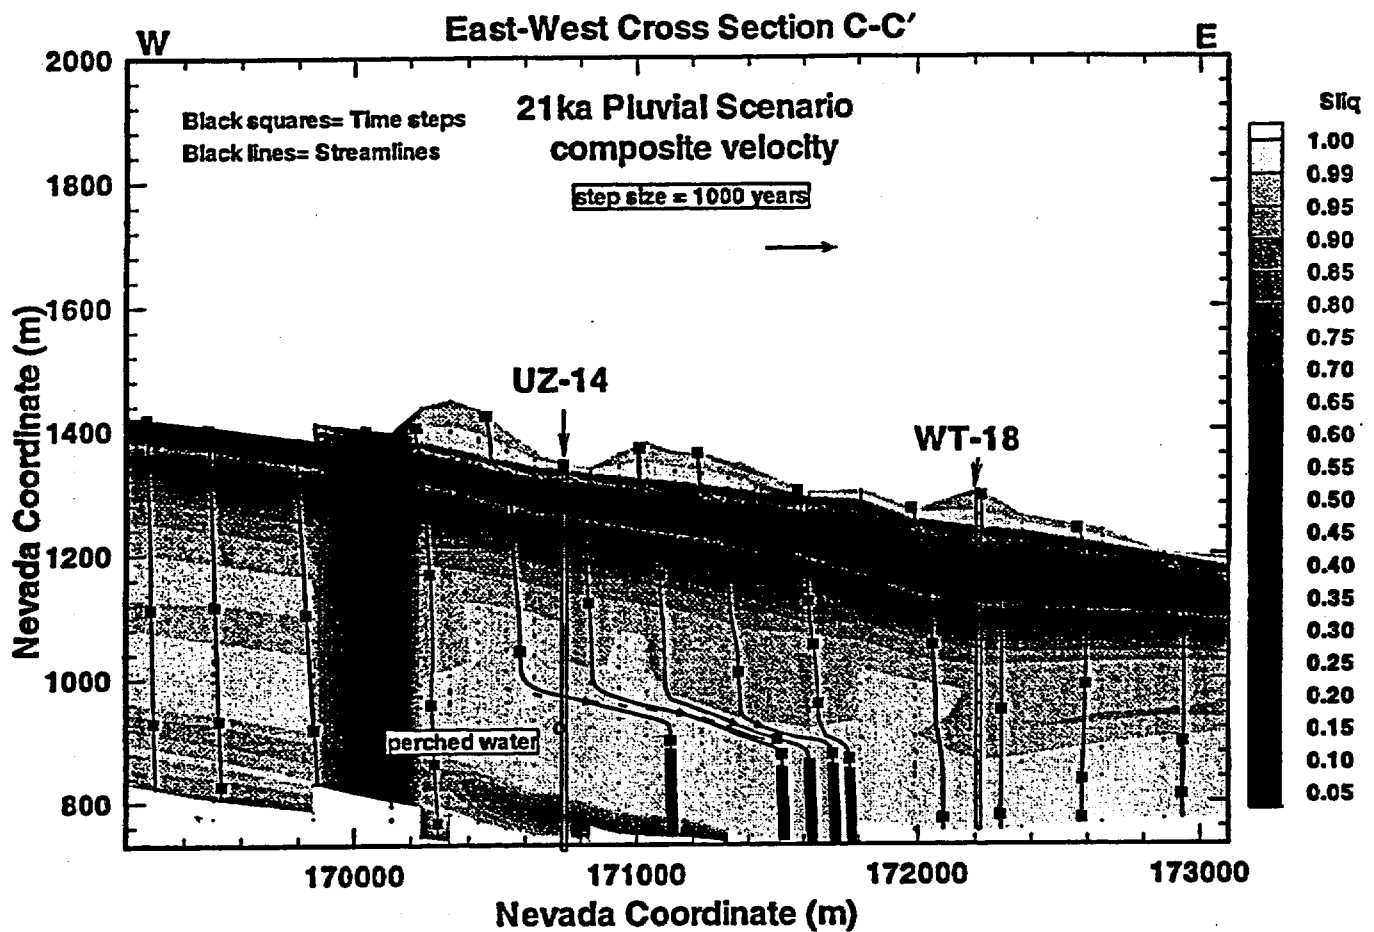 East-West Cross Section C-C′
W
E
2000
1800
1600
1400
1200
1000
800
Nevada Coordinate (m)
Black squares= Time steps
Black lines= Streamlines
21ka Pluvial Scenario
composite velocity
step size = 1000 years
UZ-14
WT-18
perched water
170000
171000
172000
173000
Nevada Coordinate (m)
Sliq
1.00
0.99
0.95
0.90
0.85
0.80
0.75
0.70
0.65
0.60
0.55
0.50
0.45
0.40
0.35
0.30
0.25
0.20
0.15
0.10
0.05